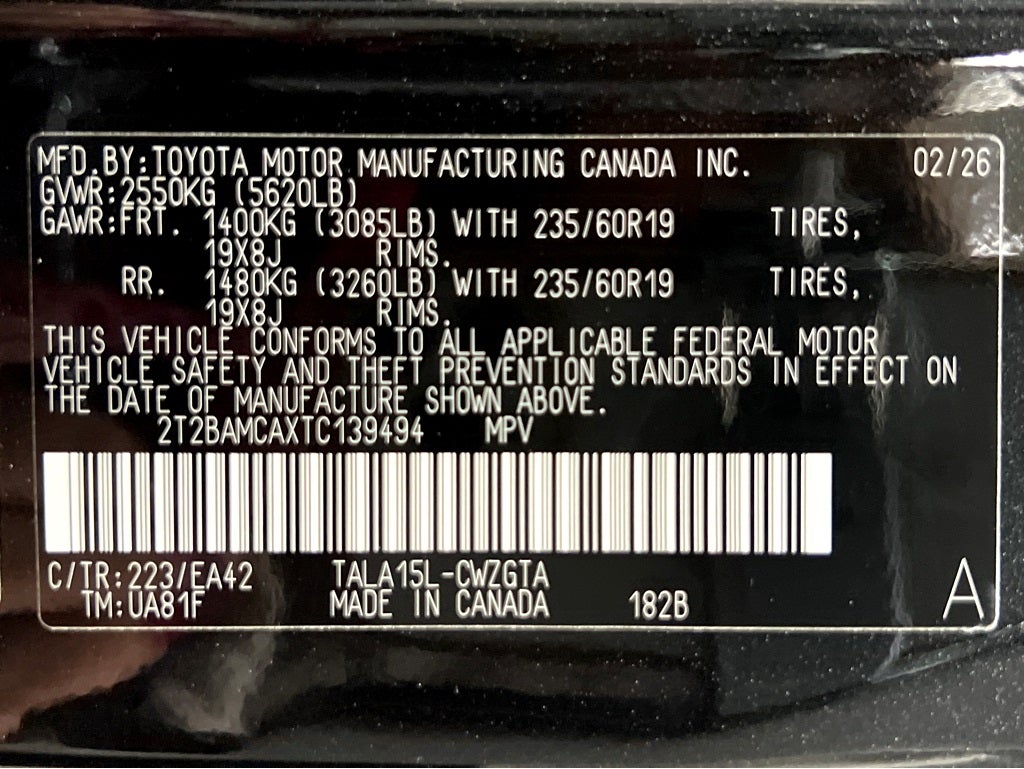 MFD.BY:TOYOTA MOTOR MANUFACTURING CANADA INC. 02/26
GVWR:2550KG (5620LB)
GAWR:FRT. 1400KG (3085LB) WITH 235/60R19 TIRES,
19X8J RIMS.
RR. 1480KG (3260LB) WITH 235/60R19 TIRES,
19X8J RIMS.
THIS VEHICLE CONFORMS TO ALL APPLICABLE FEDERAL MOTOR
VEHICLE SAFETY AND THEFT PREVENTION STANDARDS IN EFFECT ON
THE DATE OF MANUFACTURE SHOWN ABOVE.
2T2BAMCAXTC139494 MPV
C/TR:223/EA42 TALA15L-CWZGTA
TM:UA81F MADE IN CANADA 182B A